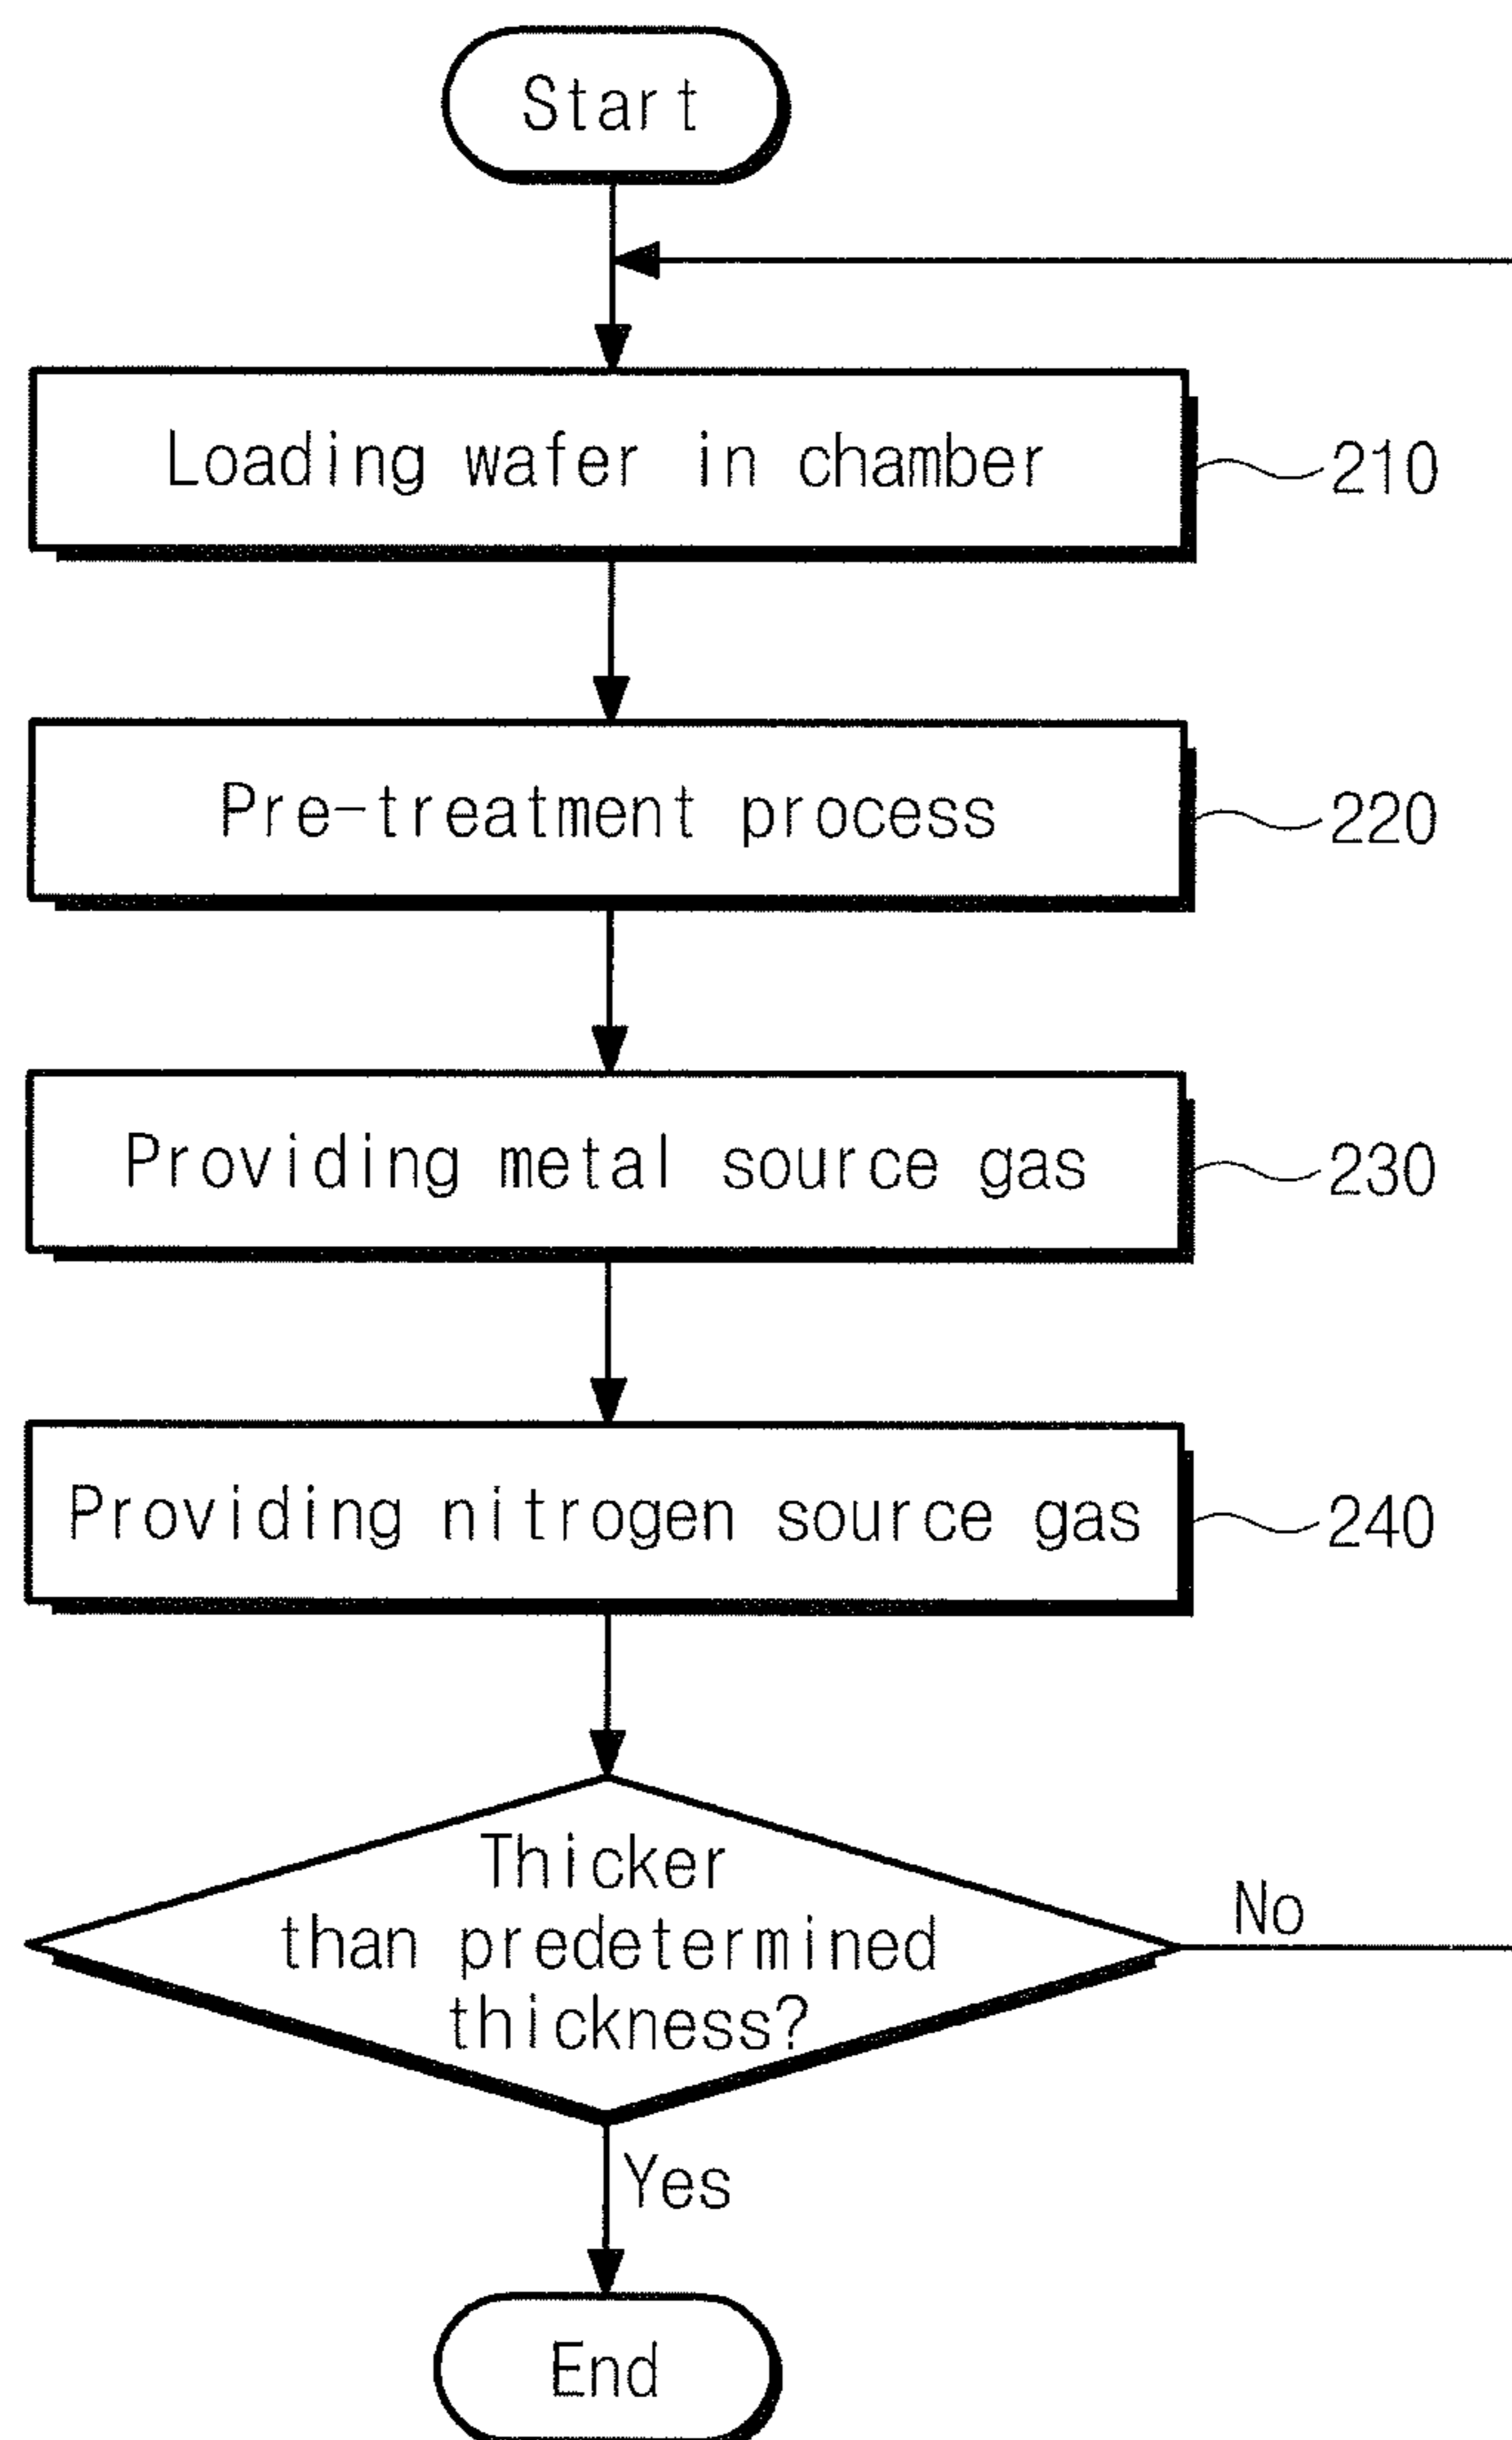 Start
Loading wafer in chamber
210
Pre-treatment process
220
Providing metal source gas
230
Providing nitrogen source gas
240
Thicker
than predetermined
thickness?
No
Yes
End